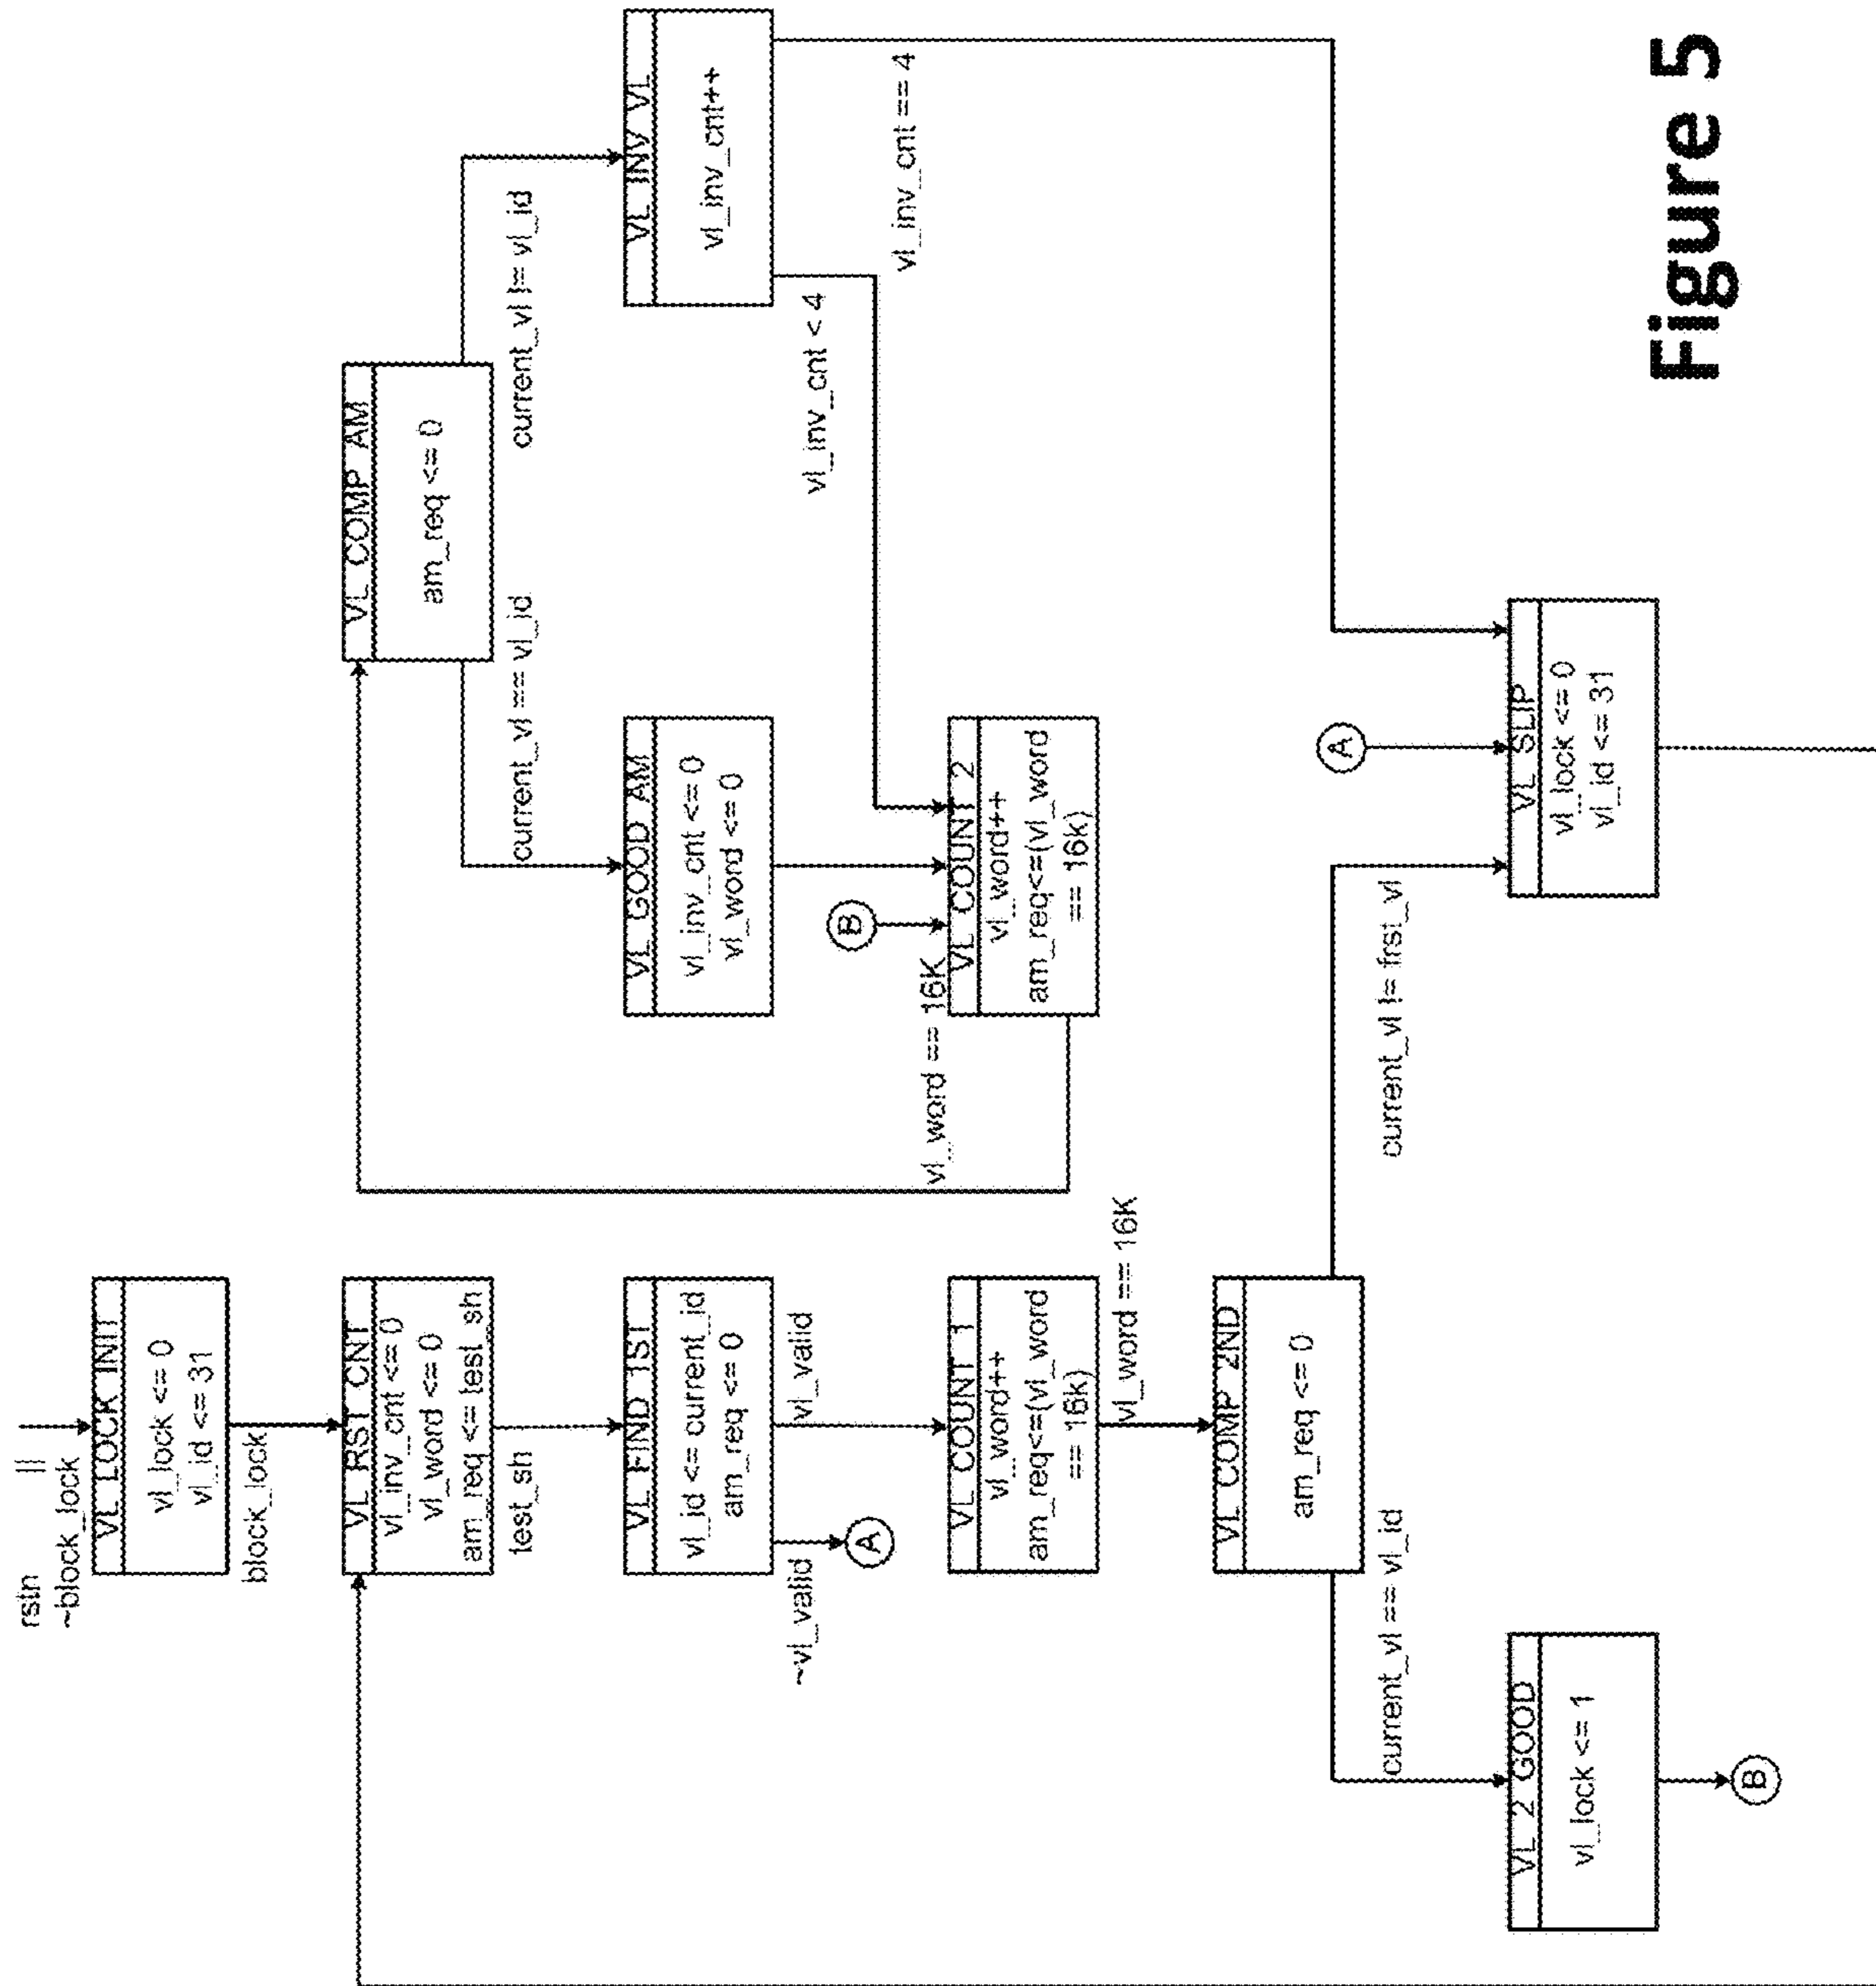 rstn ||
~block_lock
VL_LOCK_INIT
vl_lock <= 0
vl_id <= 31
block_lock
VL_RST_CNT
vl_inv_cnt <= 0
vl_word <= 0
am_req <= test_sh
test_sh
VL_FIND_1ST
vl_id <= current_id
am_req <= 0
~vl_valid
vl_valid
A
VL_COUNT_1
vl_word++
am_req<=(vl_word
== 16k)
vl_word == 16K
VL_COMP_2ND
am_req <= 0
current_vl == vl_id
current_vl != frst_vl
VL_2_GOOD
vl_lock <= 1
B
VL_COMP_AM
am_req <= 0
current_vl == vl_id
current_vl != vl_id
VL_GOOD_AM
vl_inv_cnt <= 0
vl_word <= 0
VL_INV_VL
vl_inv_cnt++
vl_inv_cnt < 4
vl_inv_cnt == 4
B
vl_word == 16K
VL_COUNT_2
vl_word++
am_req<=(vl_word
== 16k)
A
VL_SLIP
vl_lock <= 0
vl_id <= 31
Figure 5